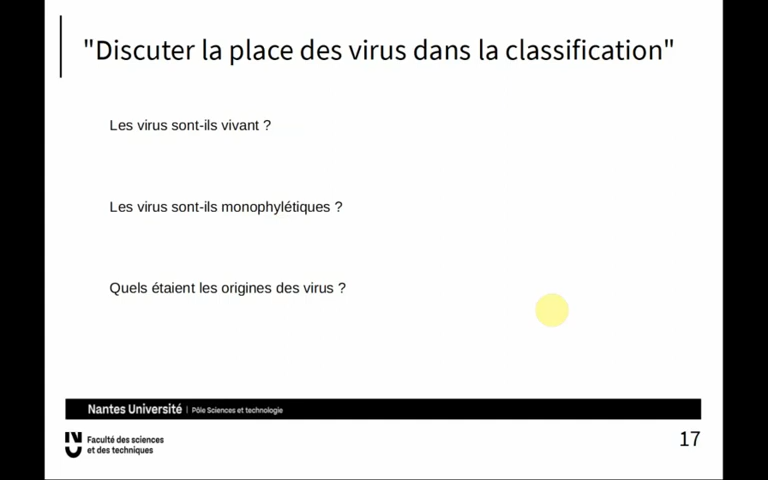 "Discuter la place des virus dans la classification"
Les virus sont-ils vivant ?
Les virus sont-ils monophylétiques ?
Quels étaient les origines des virus ?
Nantes Université | Pôle Sciences et technologie
Faculté des sciences
et des techniques
17